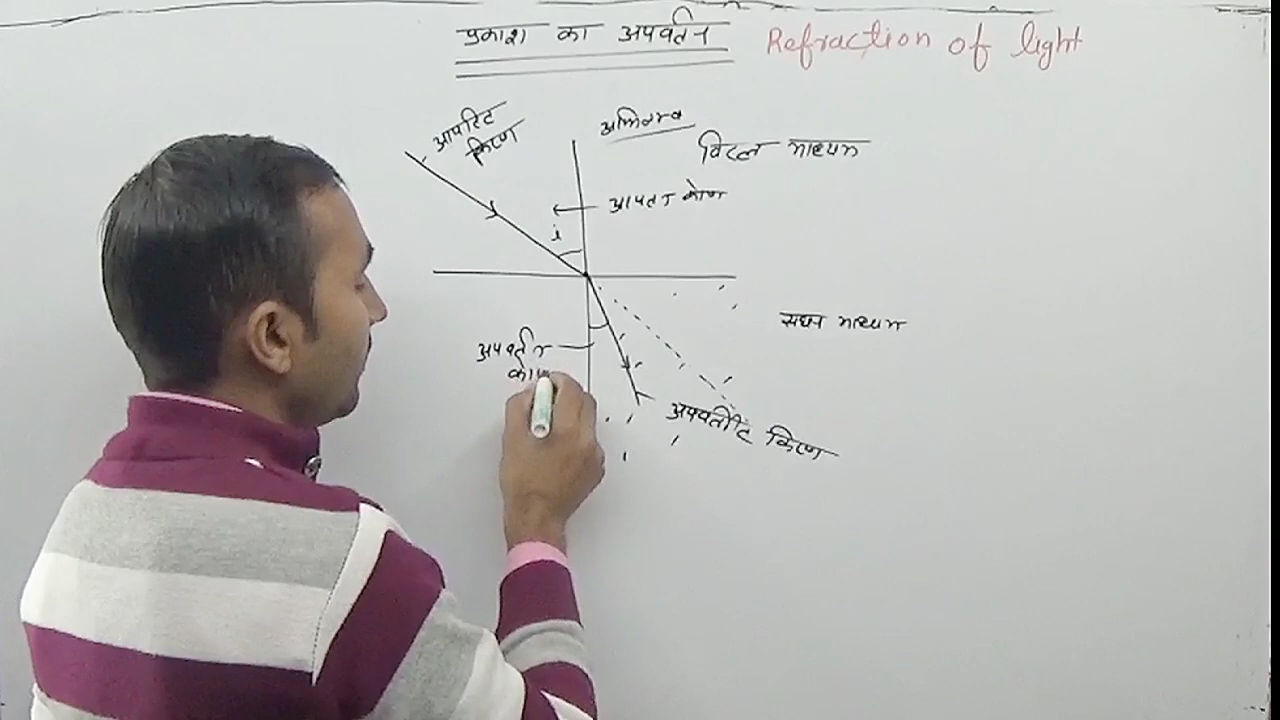 प्रकाश का अपवर्तन Refraction of light
आपतित
किरण
अभिलम्ब
विरल माध्यम
आपतन कोण
i
सघन माध्यम
अपवर्तन
कोण
अपवर्तित किरण